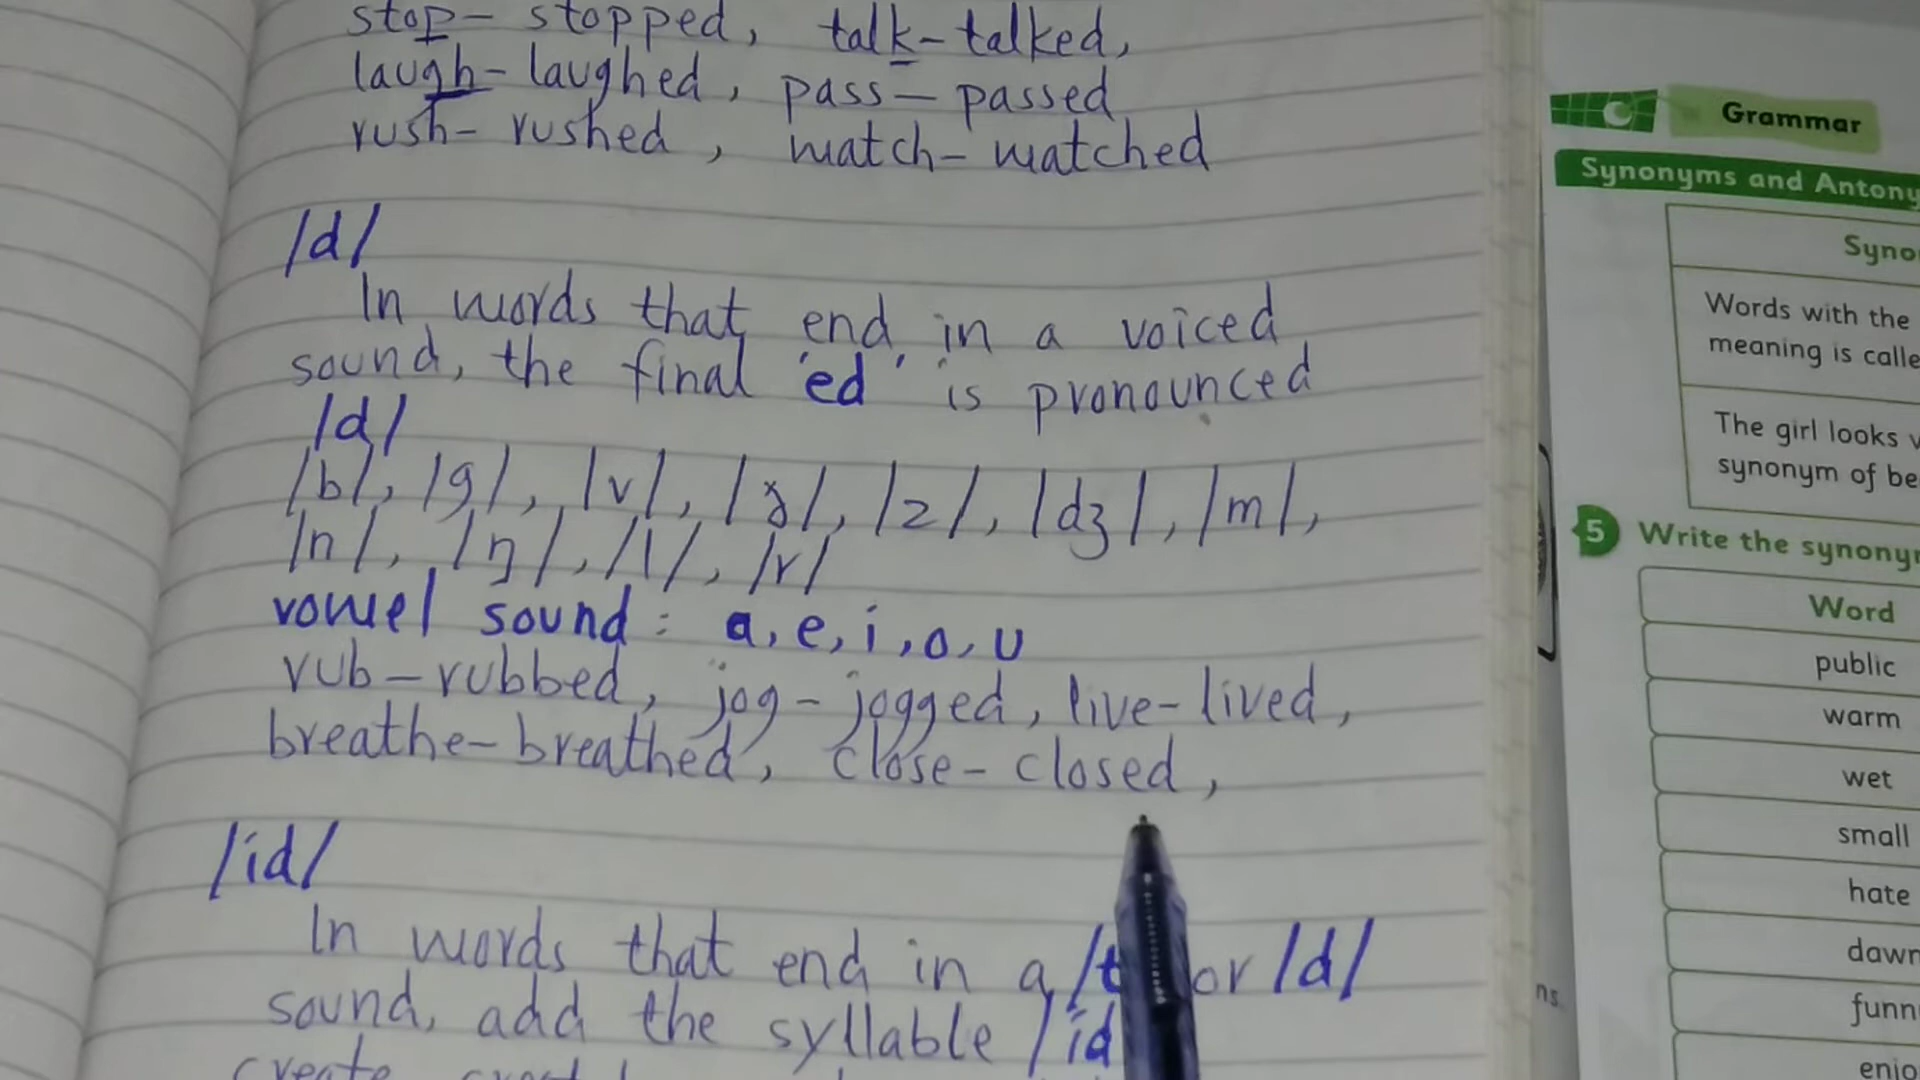 stop- stopped, talk-talked,
laugh-laughed, pass-passed
rush-rushed, watch-watched
/d/
In words that end in a voiced
sound, the final 'ed' is pronounced
/d/
/b/, /g/, /v/, /ʒ/, /z/, /dʒ/, /m/,
/n/, /ŋ/, /l/, /r/
vowel sound: a, e, i, o, u
rub-rubbed, jog-jogged, live-lived,
breathe-breathed, close-closed,
/id/
In words that end in a /t or /d/
sound, add the syllable /id
create
Grammar
Synonyms and Antony
Syno
Words with the
meaning is calle
The girl looks
synonym of be
5 Write the synony
Word
public
warm
wet
small
hate
dawn
funn
enjo
ns.